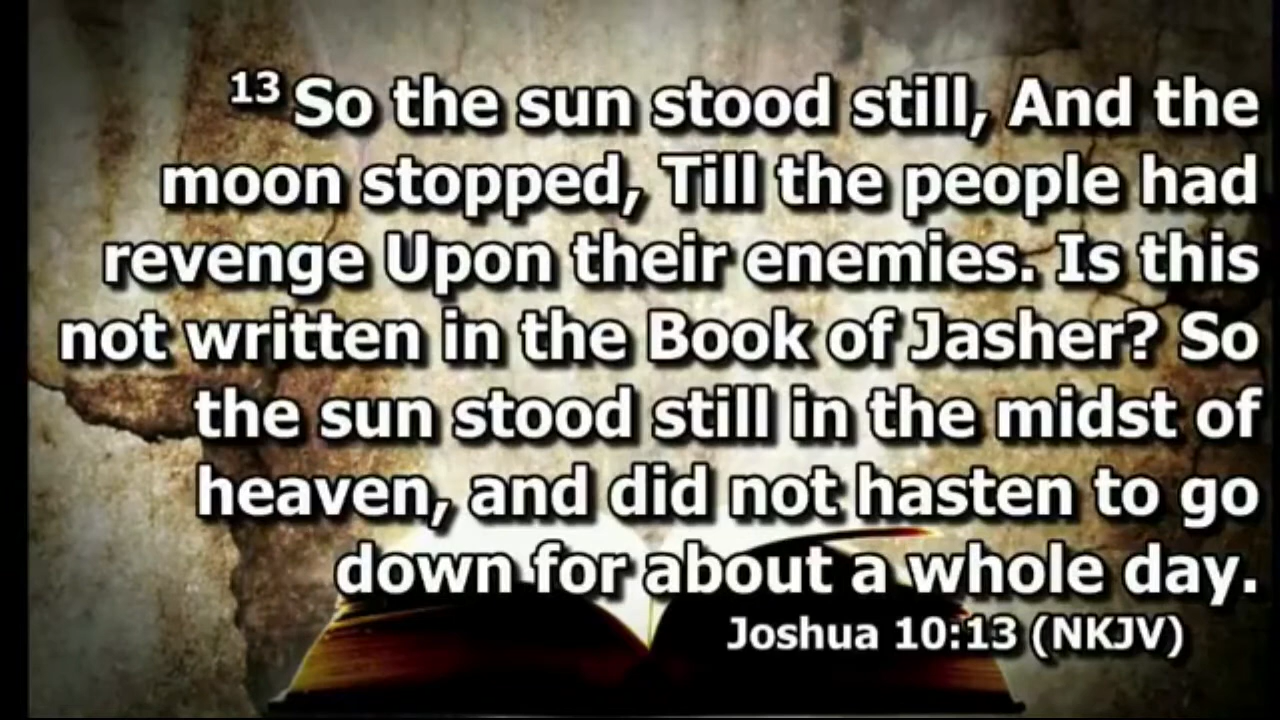 13 So the sun stood still, And the
moon stopped, Till the people had
revenge Upon their enemies. Is this
not written in the Book of Jasher? So
the sun stood still in the midst of
heaven, and did not hasten to go
down for about a whole day.
Joshua 10:13 (NKJV)